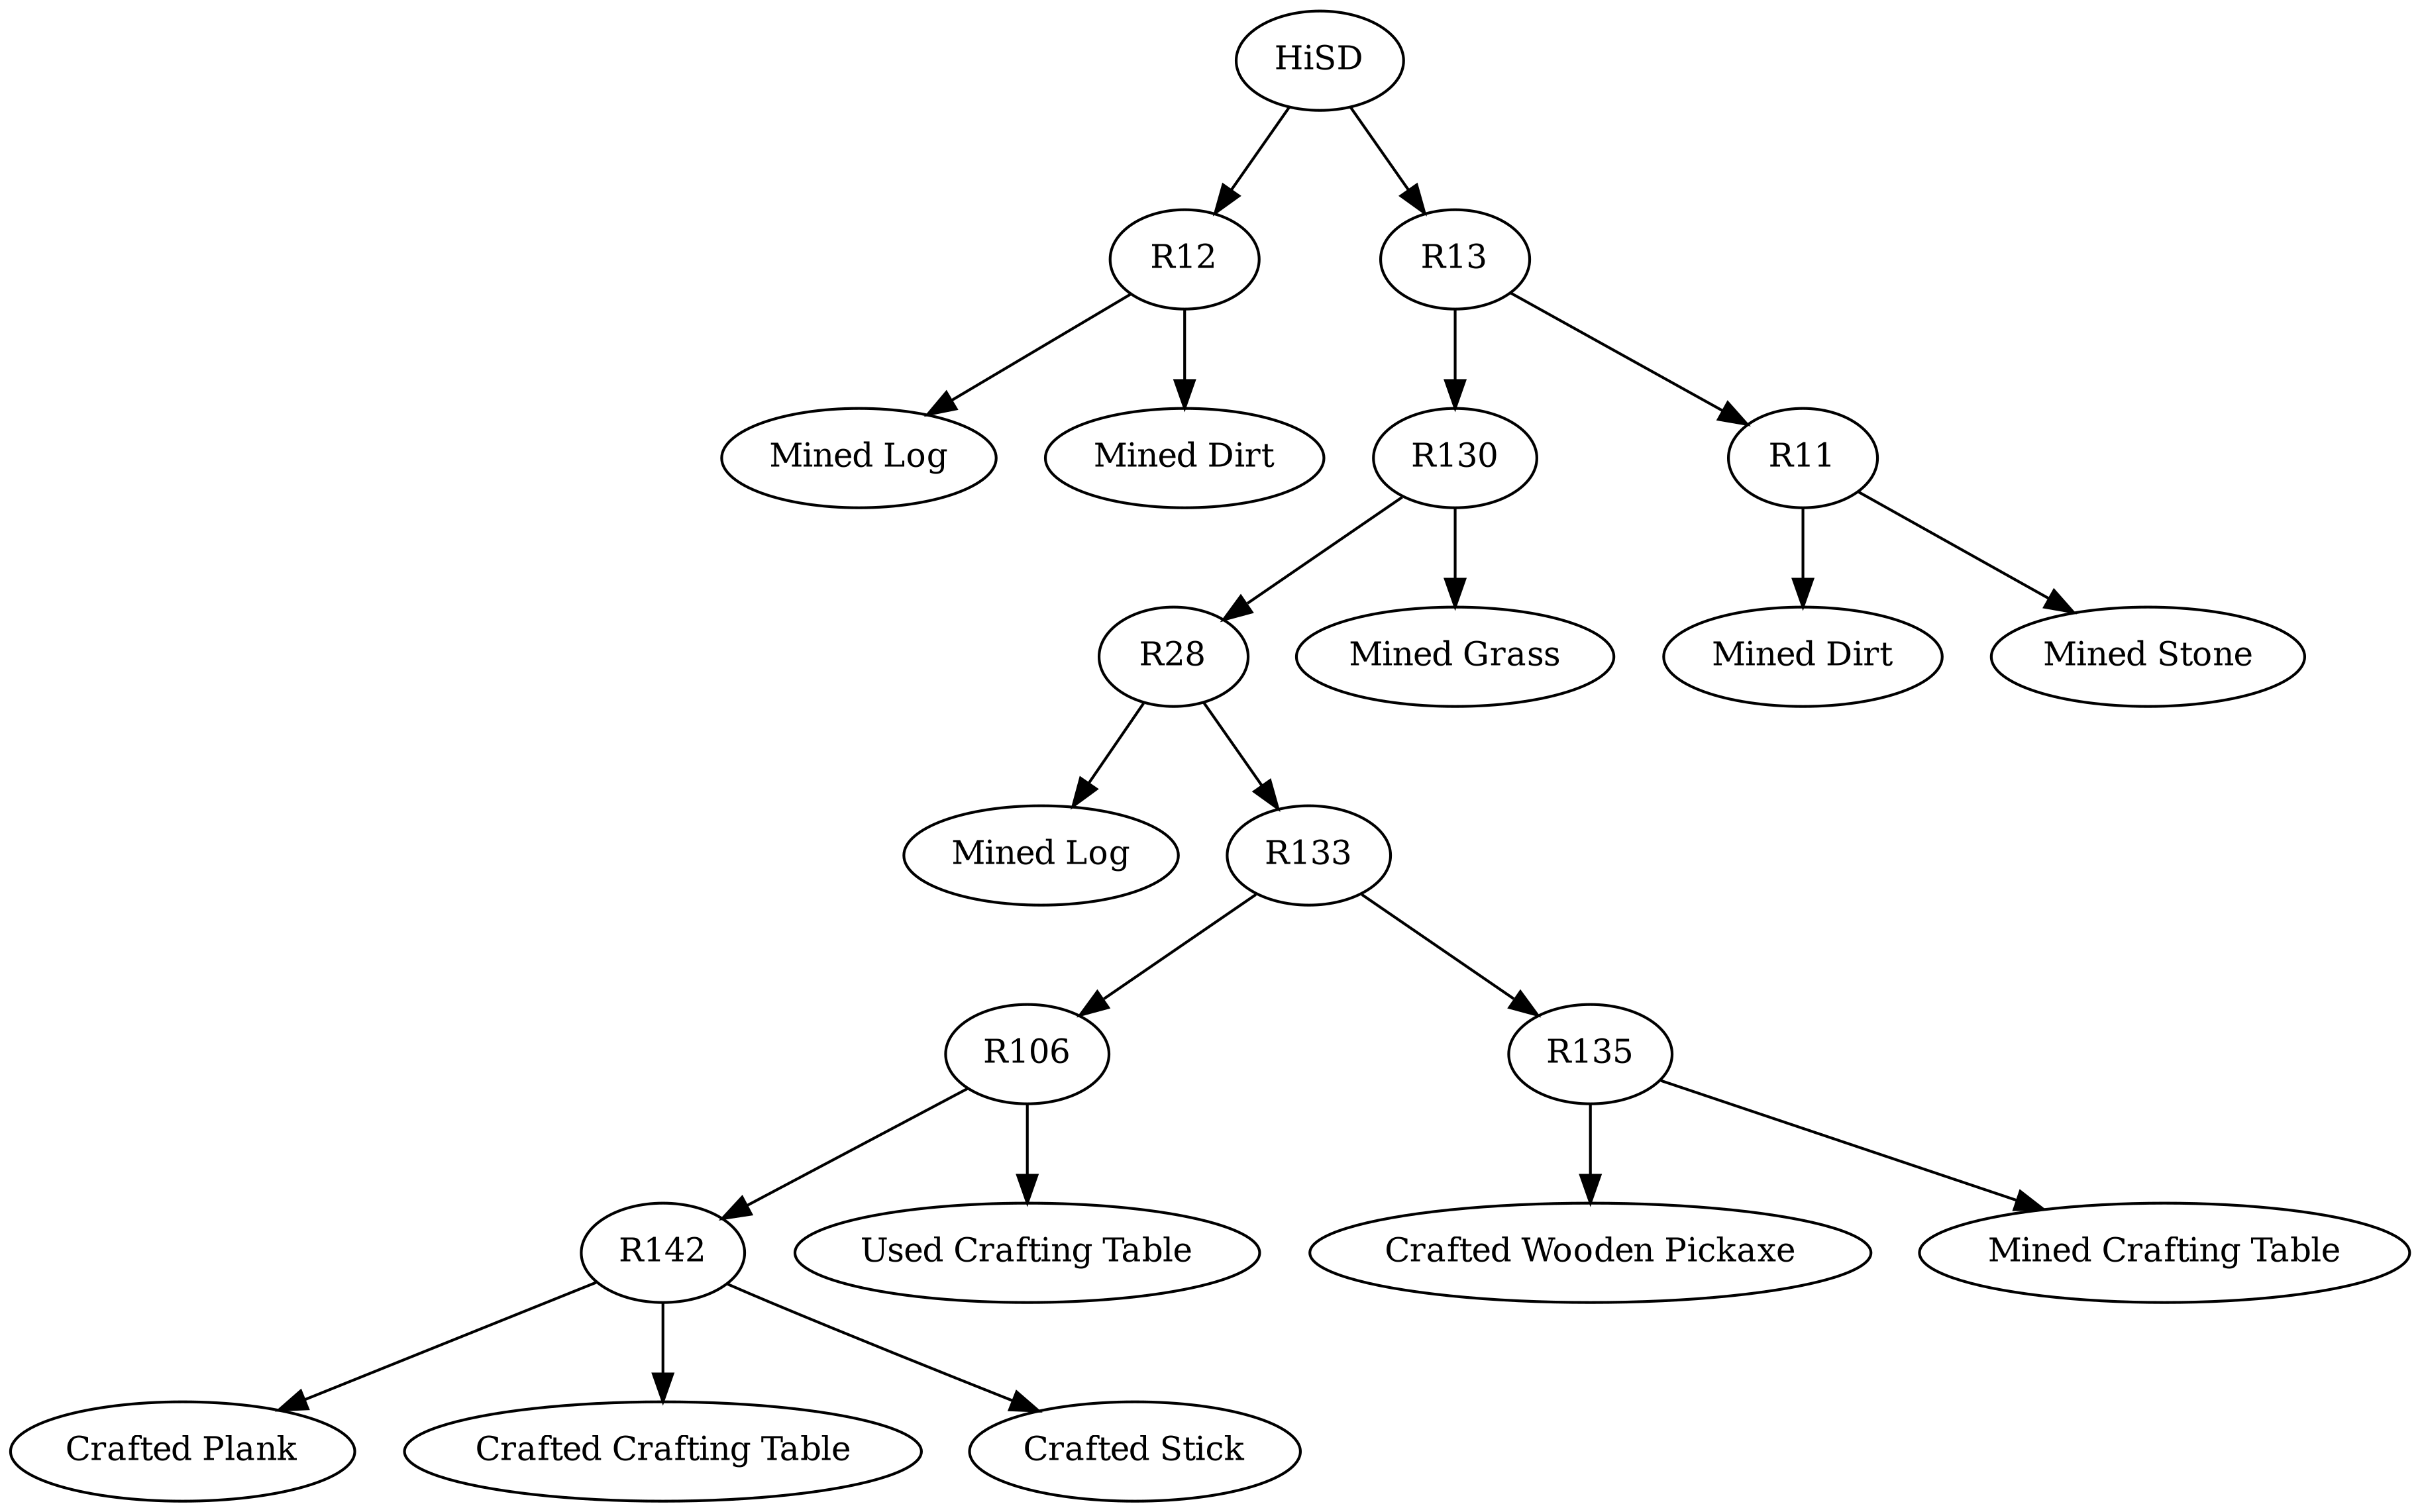 HiSD
R12
R13
Mined Log
Mined Dirt
R130
R11
R28
Mined Grass
Mined Dirt
Mined Stone
Mined Log
R133
R106
R135
R142
Used Crafting Table
Crafted Wooden Pickaxe
Mined Crafting Table
Crafted Plank
Crafted Crafting Table
Crafted Stick